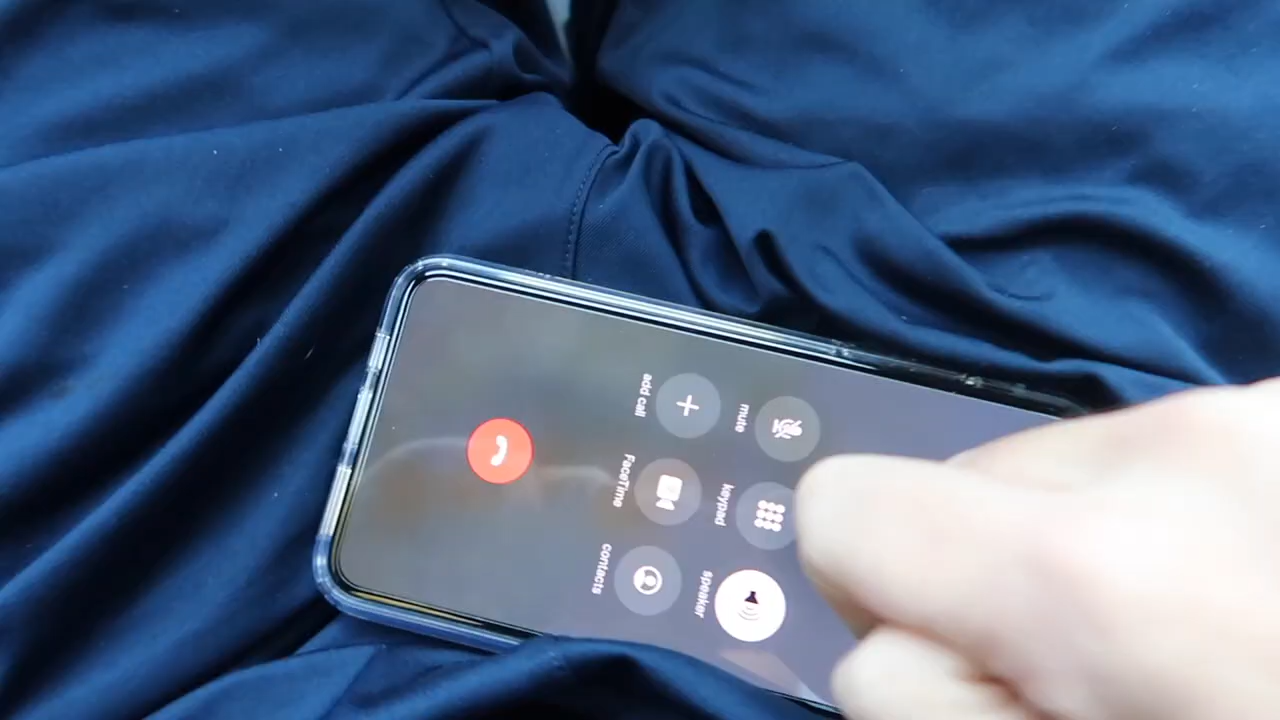 mute
keypad
speaker
add call
FaceTime
contacts